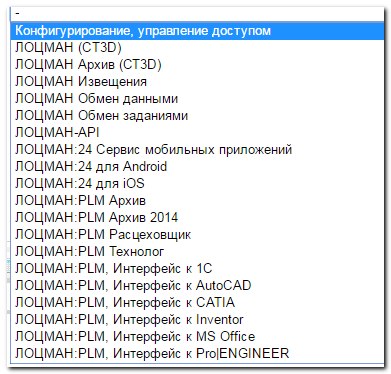 -
Конфигурирование, управление доступом
ЛОЦМАН (СТ3D)
ЛОЦМАН Архив (СТ3D)
ЛОЦМАН Извещения
ЛОЦМАН Обмен данными
ЛОЦМАН Обмен заданиями
ЛОЦМАН-API
ЛОЦМАН:24 Сервис мобильных приложений
ЛОЦМАН:24 для Android
ЛОЦМАН:24 для iOS
ЛОЦМАН:PLM Архив
ЛОЦМАН:PLM Архив 2014
ЛОЦМАН:PLM Расцеховщик
ЛОЦМАН:PLM Технолог
ЛОЦМАН:PLM, Интерфейс к 1С
ЛОЦМАН:PLM, Интерфейс к AutoCAD
ЛОЦМАН:PLM, Интерфейс к CATIA
ЛОЦМАН:PLM, Интерфейс к Inventor
ЛОЦМАН:PLM, Интерфейс к MS Office
ЛОЦМАН:PLM, Интерфейс к Pro|ENGINEER